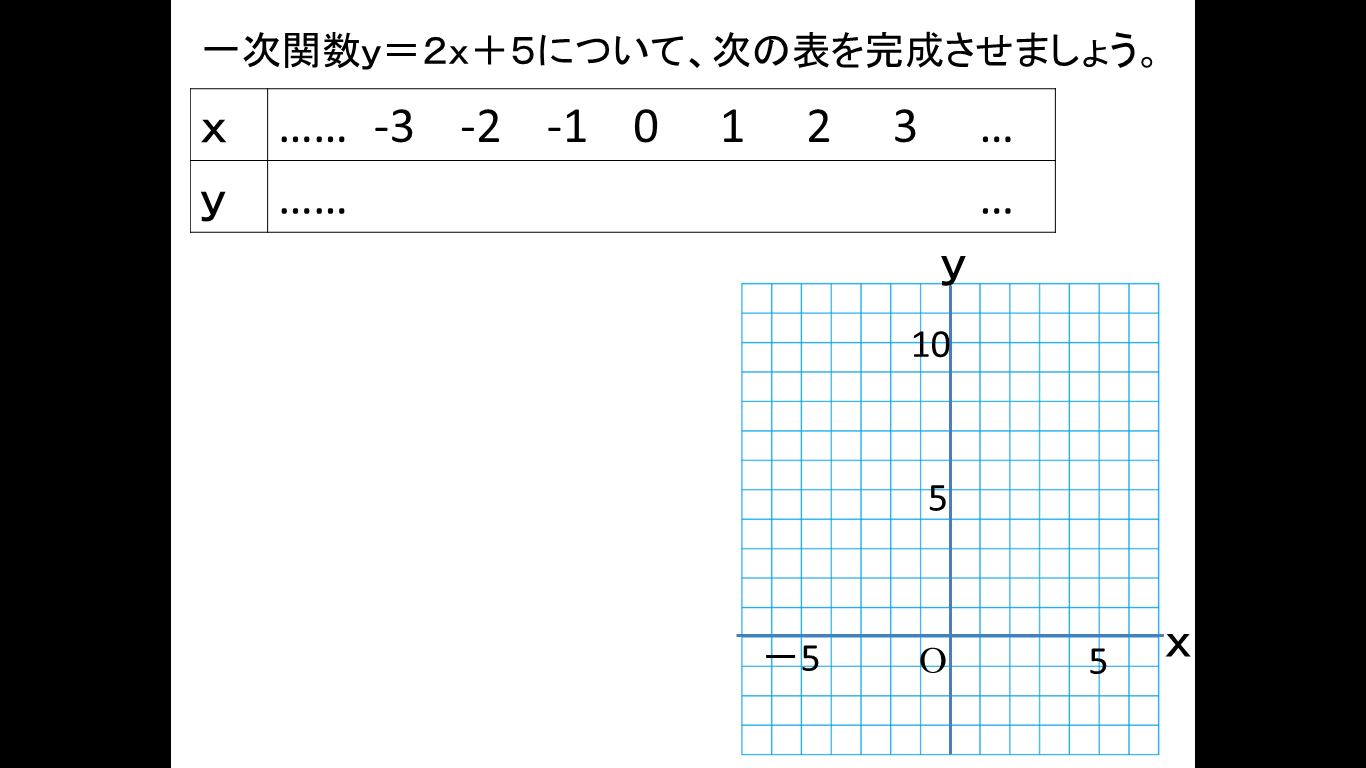 一次関数y＝2x＋5について、次の表を完成させましょう。
x …… -3 -2 -1 0 1 2 3 …
y …… …
y
10
5
x
－5 O 5